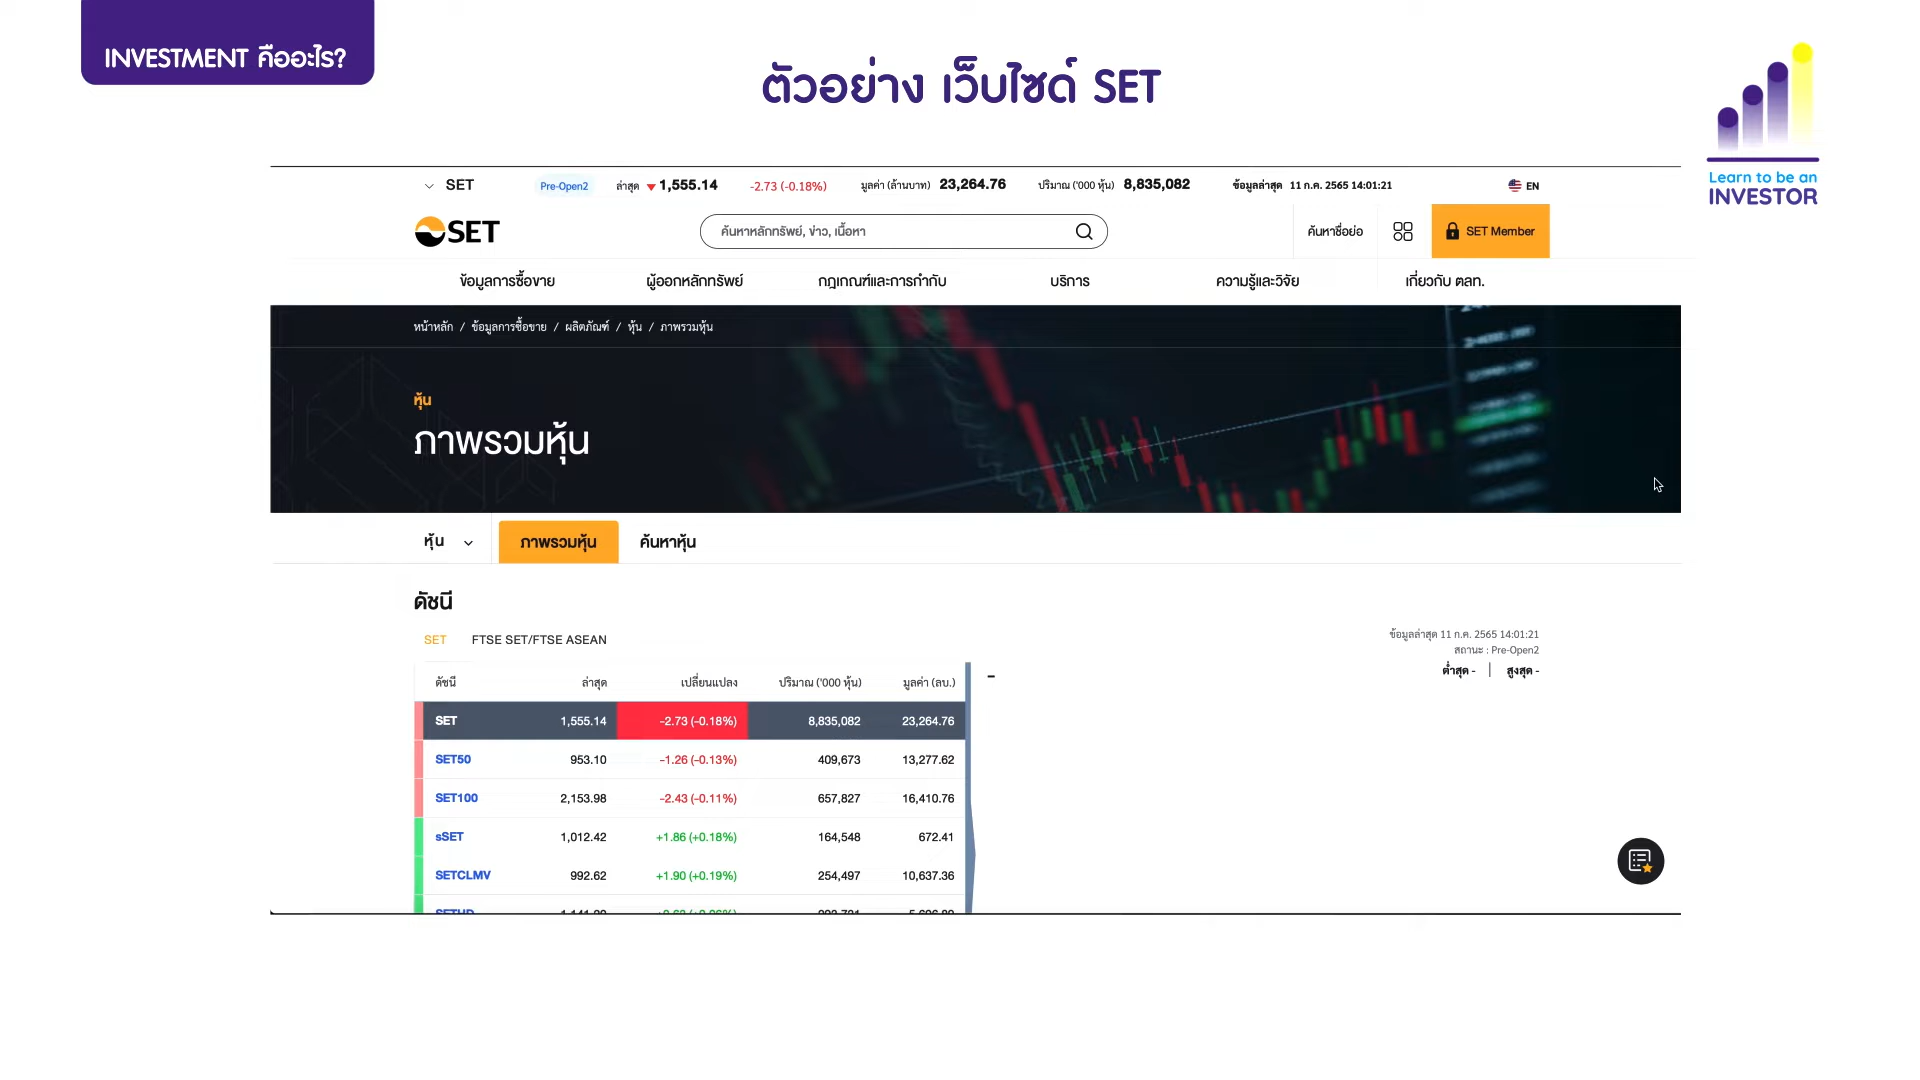 INVESTMENT คืออะไร?
ตัวอย่าง เว็บไซด์ SET
Learn to be an
INVESTOR
SET Pre-Open2 ล่าสุด 1,555.14 -2.73 (-0.18%) มูลค่า (ล้านบาท) 23,264.76 ปริมาณ ('000 หุ้น) 8,835,082 ข้อมูลล่าสุด 11 ก.ค. 2565 14:01:21 EN
SET ค้นหาหลักทรัพย์, ข่าว, เนื้อหา ค้นหาชื่อย่อ SET Member
ข้อมูลการซื้อขาย ผู้ออกหลักทรัพย์ กฎเกณฑ์และการกำกับ บริการ ความรู้และวิจัย เกี่ยวกับ ตลท.
หน้าหลัก / ข้อมูลการซื้อขาย / ผลิตภัณฑ์ / หุ้น / ภาพรวมหุ้น
หุ้น
ภาพรวมหุ้น
หุ้น ภาพรวมหุ้น ค้นหาหุ้น
ดัชนี
SET FTSE SET/FTSE ASEAN
ข้อมูลล่าสุด 11 ก.ค. 2565 14:01:21
สถานะ : Pre-Open2
ต่ำสุด - | สูงสุด -
ดัชนี ล่าสุด เปลี่ยนแปลง ปริมาณ ('000 หุ้น) มูลค่า (ลบ.)
SET 1,555.14 -2.73 (-0.18%) 8,835,082 23,264.76
SET50 953.10 -1.26 (-0.13%) 409,673 13,277.62
SET100 2,153.98 -2.43 (-0.11%) 657,827 16,410.76
sSET 1,012.42 +1.86 (+0.18%) 164,548 672.41
SETCLMV 992.62 +1.90 (+0.19%) 254,497 10,637.36